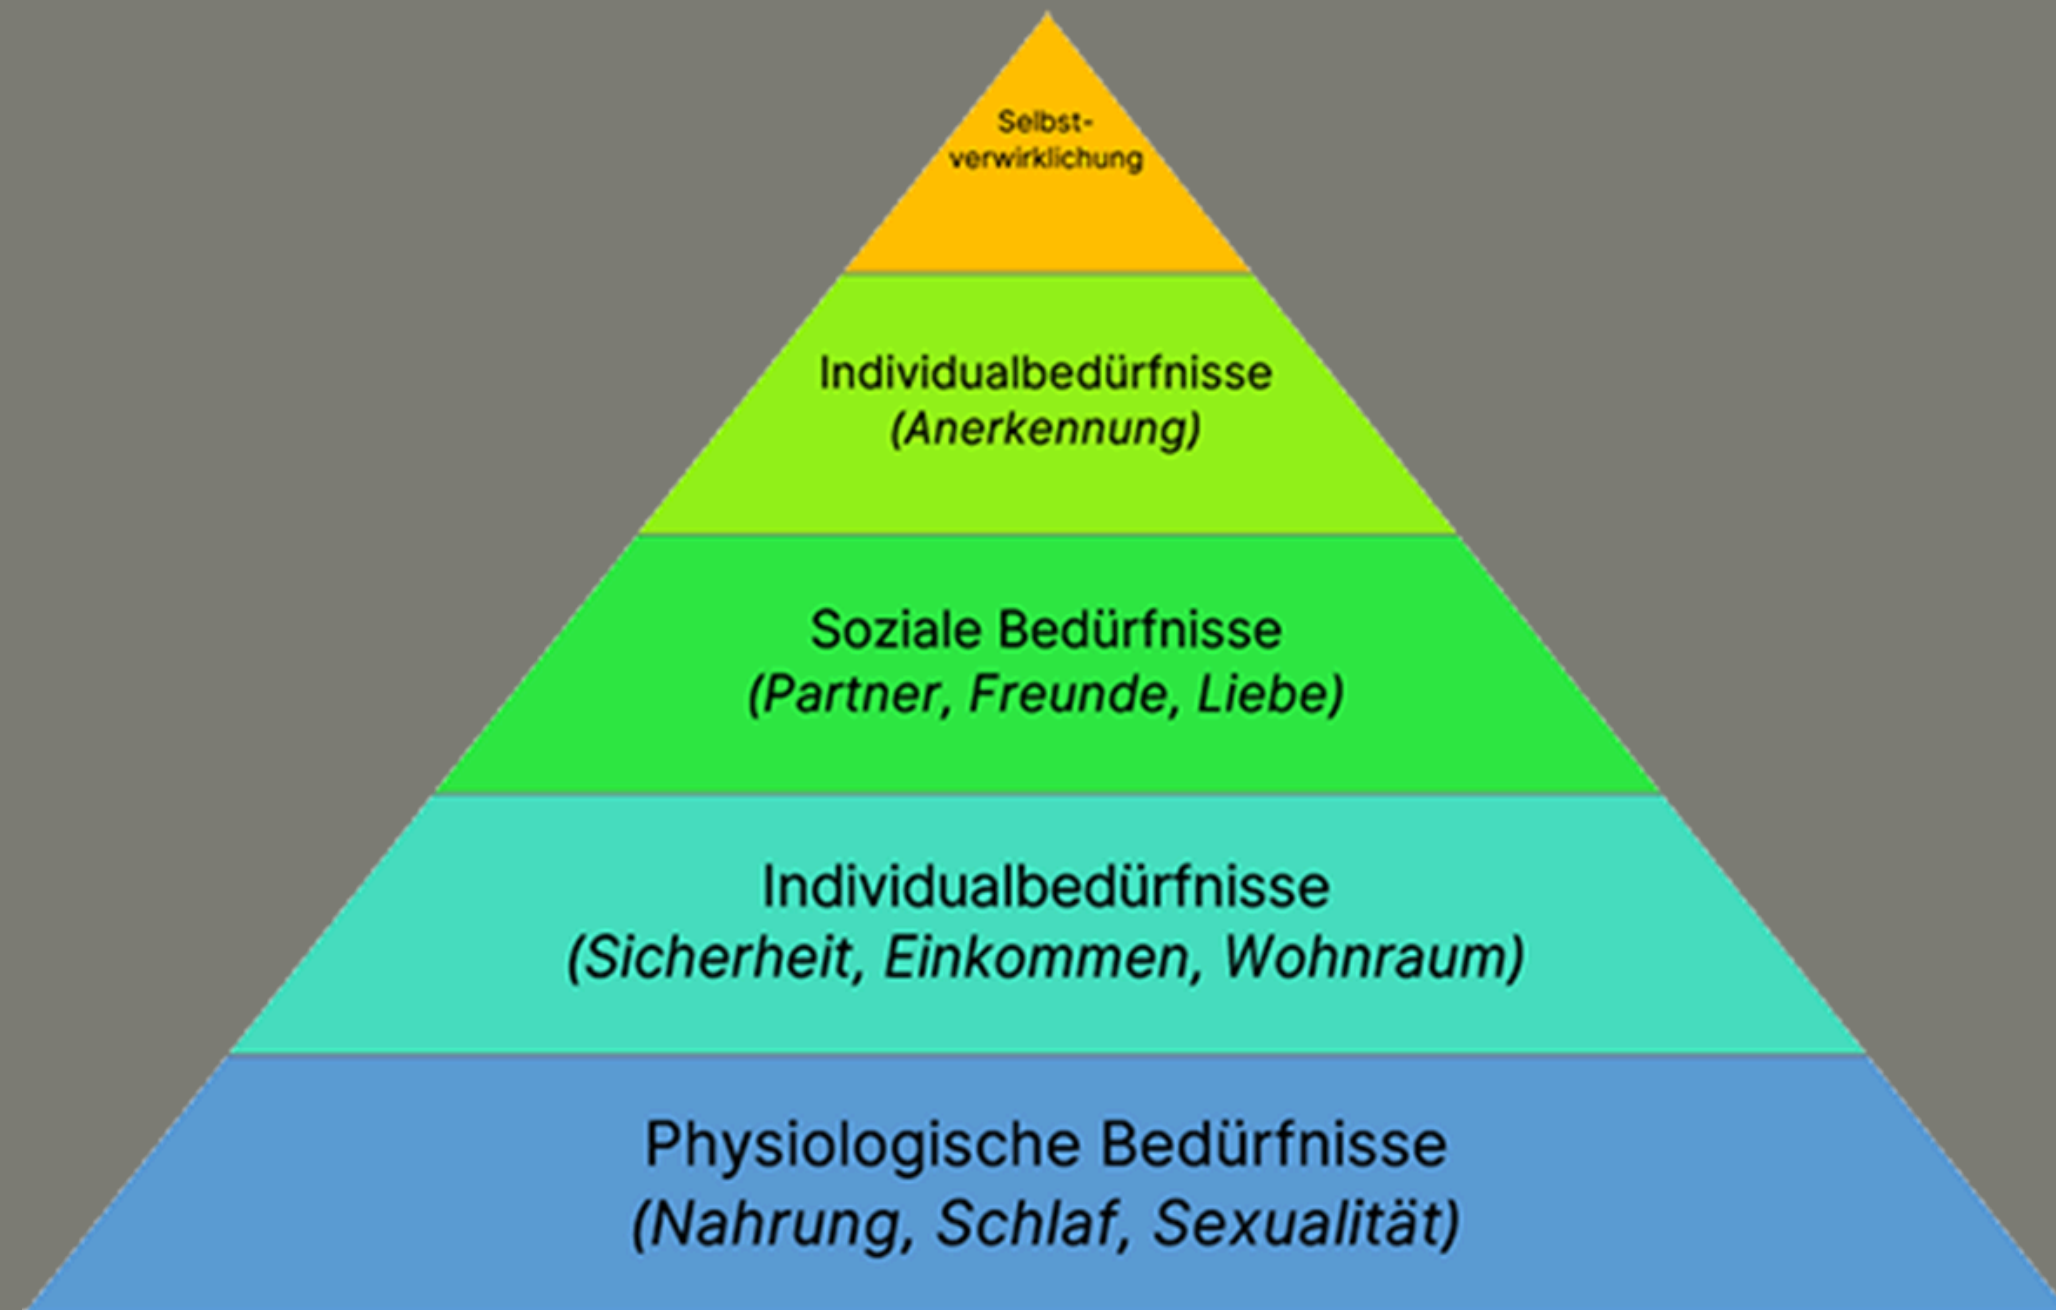 Selbst-
verwirklichung
Individualbedürfnisse
(Anerkennung)
Soziale Bedürfnisse
(Partner, Freunde, Liebe)
Individualbedürfnisse
(Sicherheit, Einkommen, Wohnraum)
Physiologische Bedürfnisse
(Nahrung, Schlaf, Sexualität)